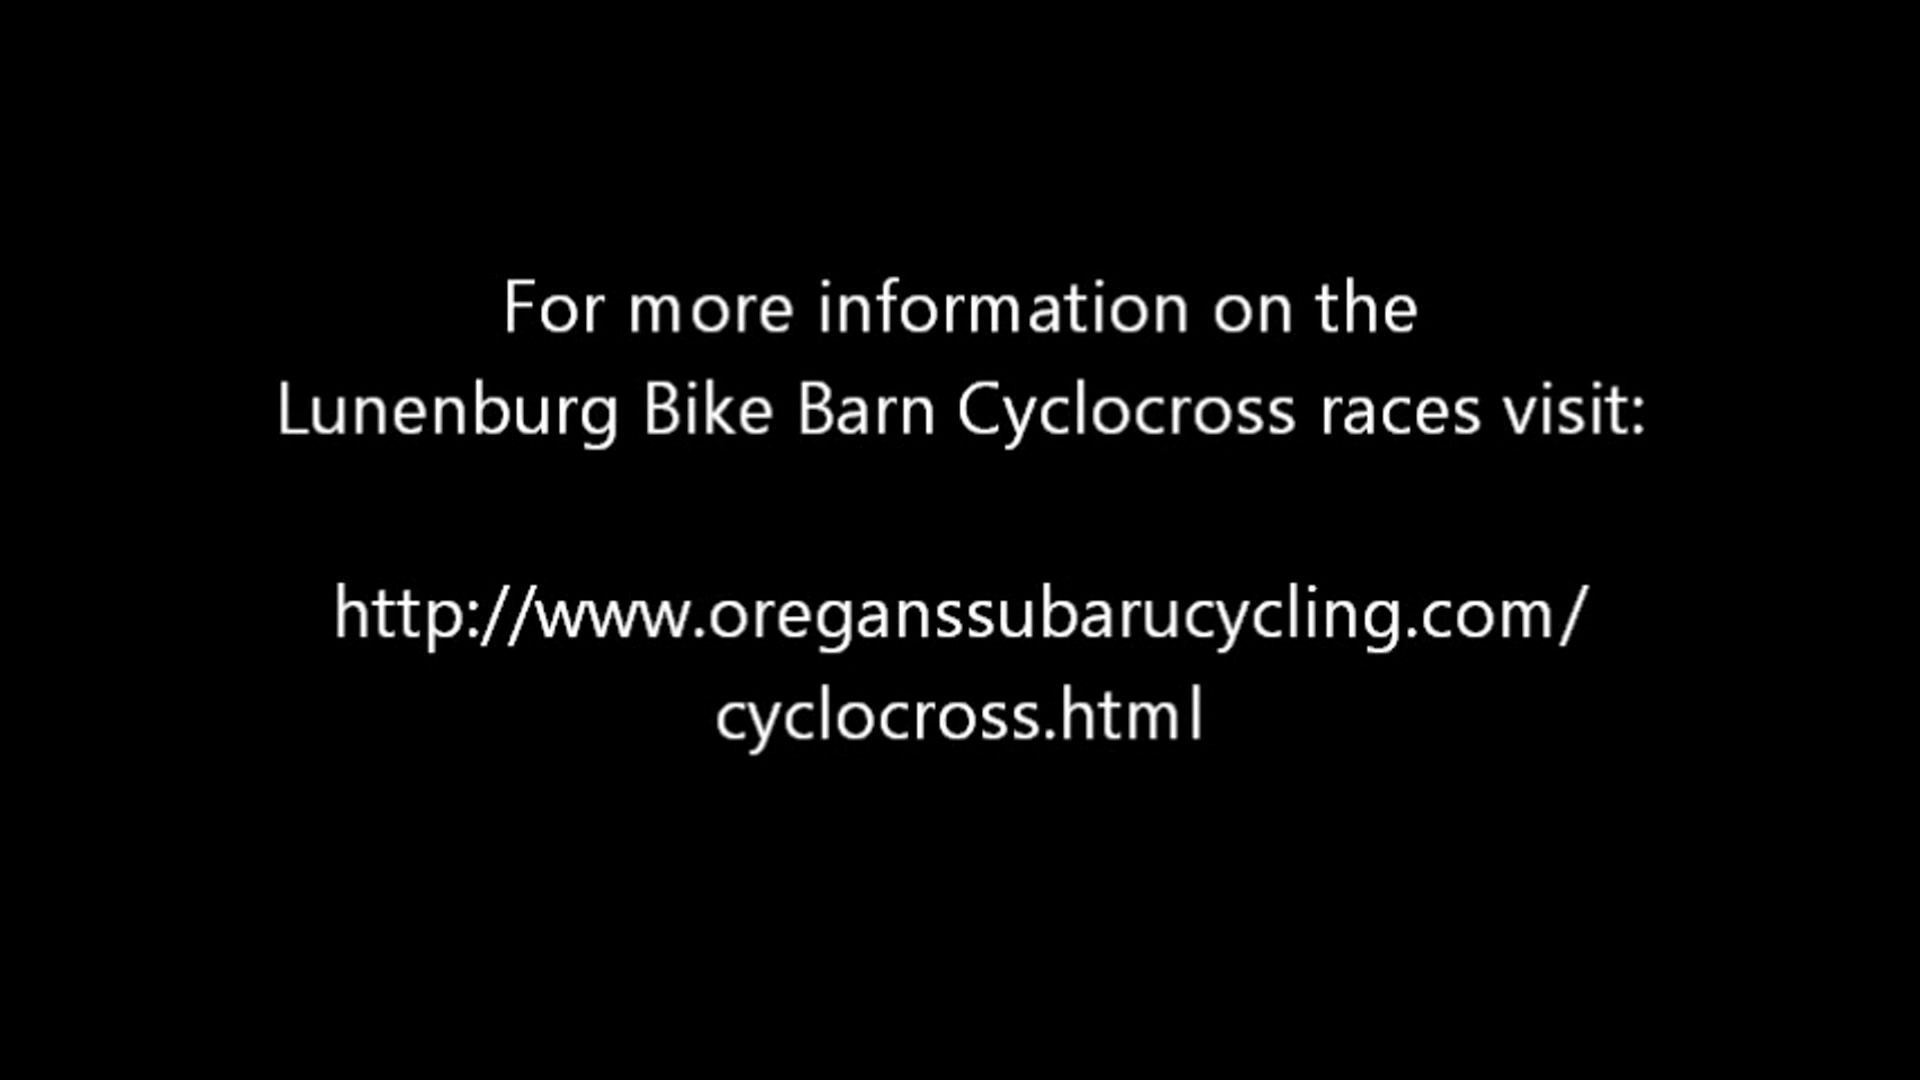 For more information on the
Lunenburg Bike Barn Cyclocross races visit:
http://www.oreganssubarucycling.com/
cyclocross.html